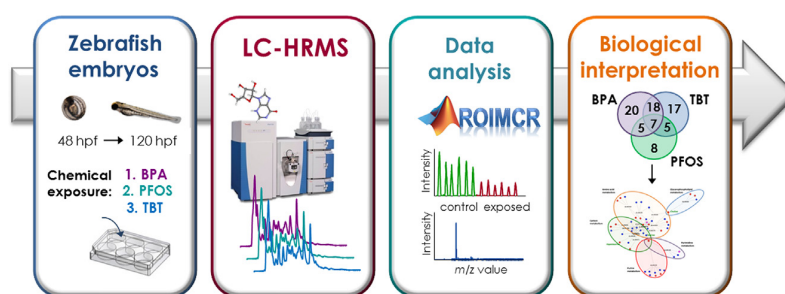 Zebrafish
embryos
48 hpf → 120 hpf
Chemical
exposure:
1. BPA
2. PFOS
3. TBT
LC-HRMS
Data
analysis
ROIMCR
Intensity
control exposed
Intensity
m/z value
Biological
interpretation
BPA
TBT
20 18 17
5 7 5
8
PFOS